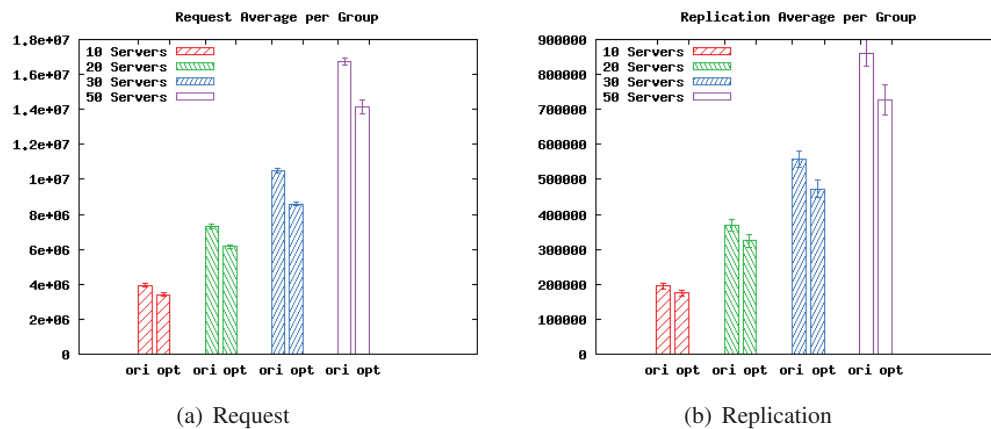 Request Average per Group
1.8e+07
1.6e+07
1.4e+07
1.2e+07
1e+07
8e+06
6e+06
4e+06
2e+06
0
10 Servers
20 Servers
30 Servers
50 Servers
ori opt ori opt ori opt ori opt
(a) Request
Replication Average per Group
900000
800000
700000
600000
500000
400000
300000
200000
100000
0
10 Servers
20 Servers
30 Servers
50 Servers
ori opt ori opt ori opt ori opt
(b) Replication